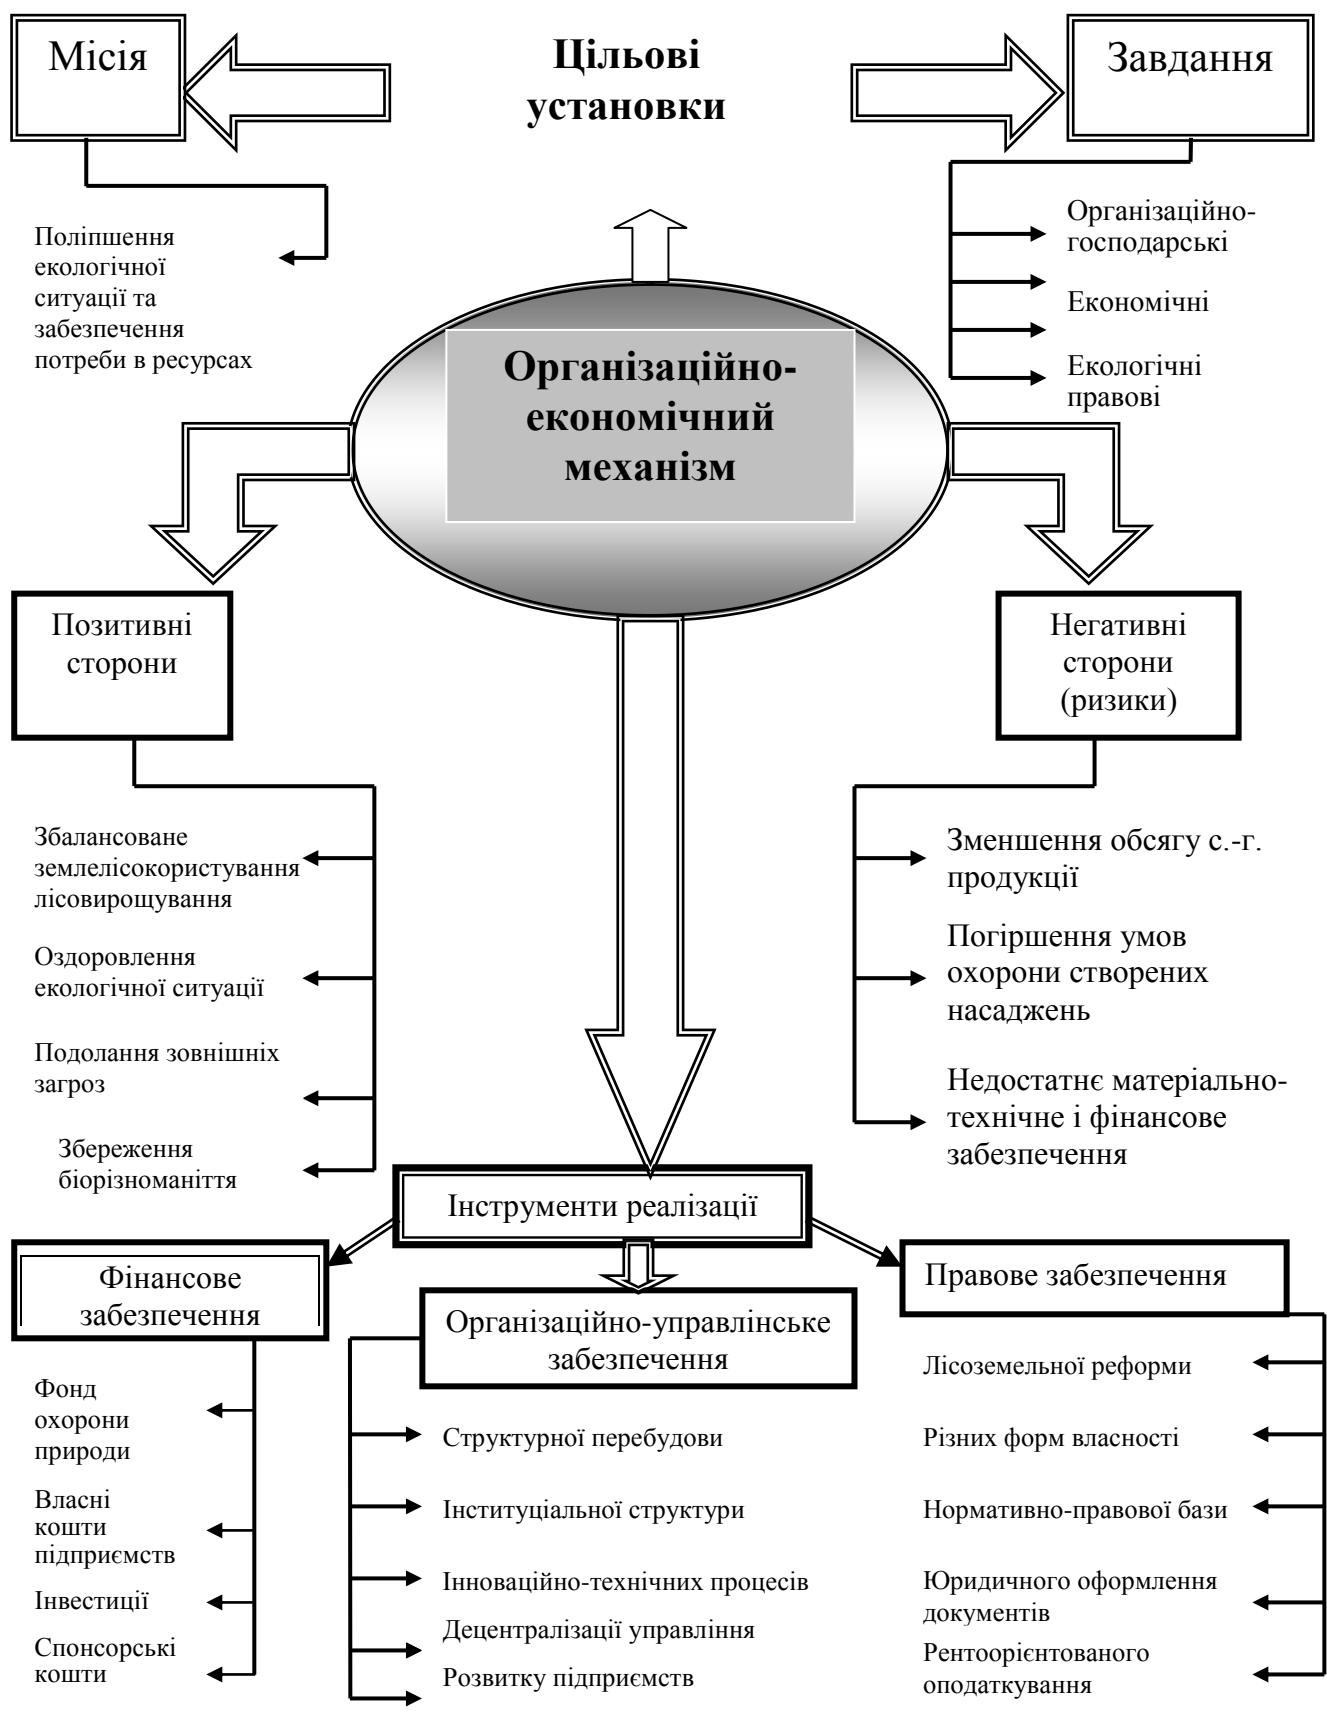 Місія
Цільові
установки
Завдання
Поліпшення
екологічної
ситуації та
забезпечення
потреби в ресурсах
Організаційно-
господарські
Економічні
Екологічні
правові
Організаційно-
економічний
механізм
Позитивні
сторони
Негативні
сторони
(ризики)
Збалансоване
землелісокористування
лісовирощування
Оздоровлення
екологічної ситуації
Подолання зовнішніх
загроз
Збереження
біорізноманіття
Зменшення обсягу с.-г.
продукції
Погіршення умов
охорони створених
насаджень
Недостатнє матеріально-
технічне і фінансове
забезпечення
Інструменти реалізації
Фінансове
забезпечення
Організаційно-управлінське
забезпечення
Правове забезпечення
Фонд
охорони
природи
Власні
кошти
підприємств
Інвестиції
Спонсорські
кошти
Структурної перебудови
Інституціальної структури
Інноваційно-технічних процесів
Децентралізації управління
Розвитку підприємств
Лісоземельної реформи
Різних форм власності
Нормативно-правової бази
Юридичного оформлення
документів
Рентоорієнтованого
оподаткування